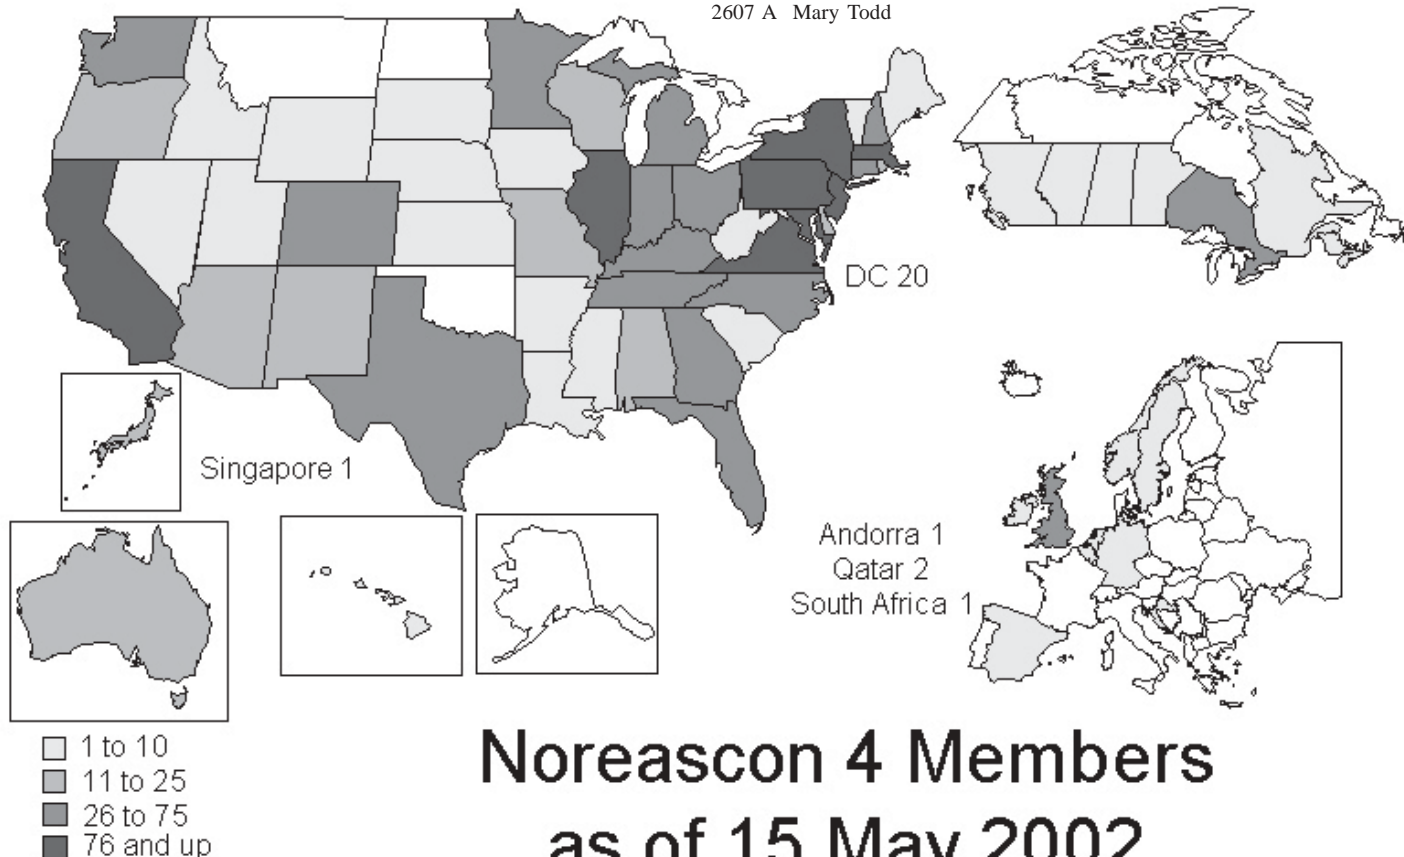 2607 A Mary Todd
DC 20
Singapore 1
Andorra 1
Qatar 2
South Africa 1
1 to 10
11 to 25
26 to 75
76 and up
Noreascon 4 Members
as of 15 May 2002